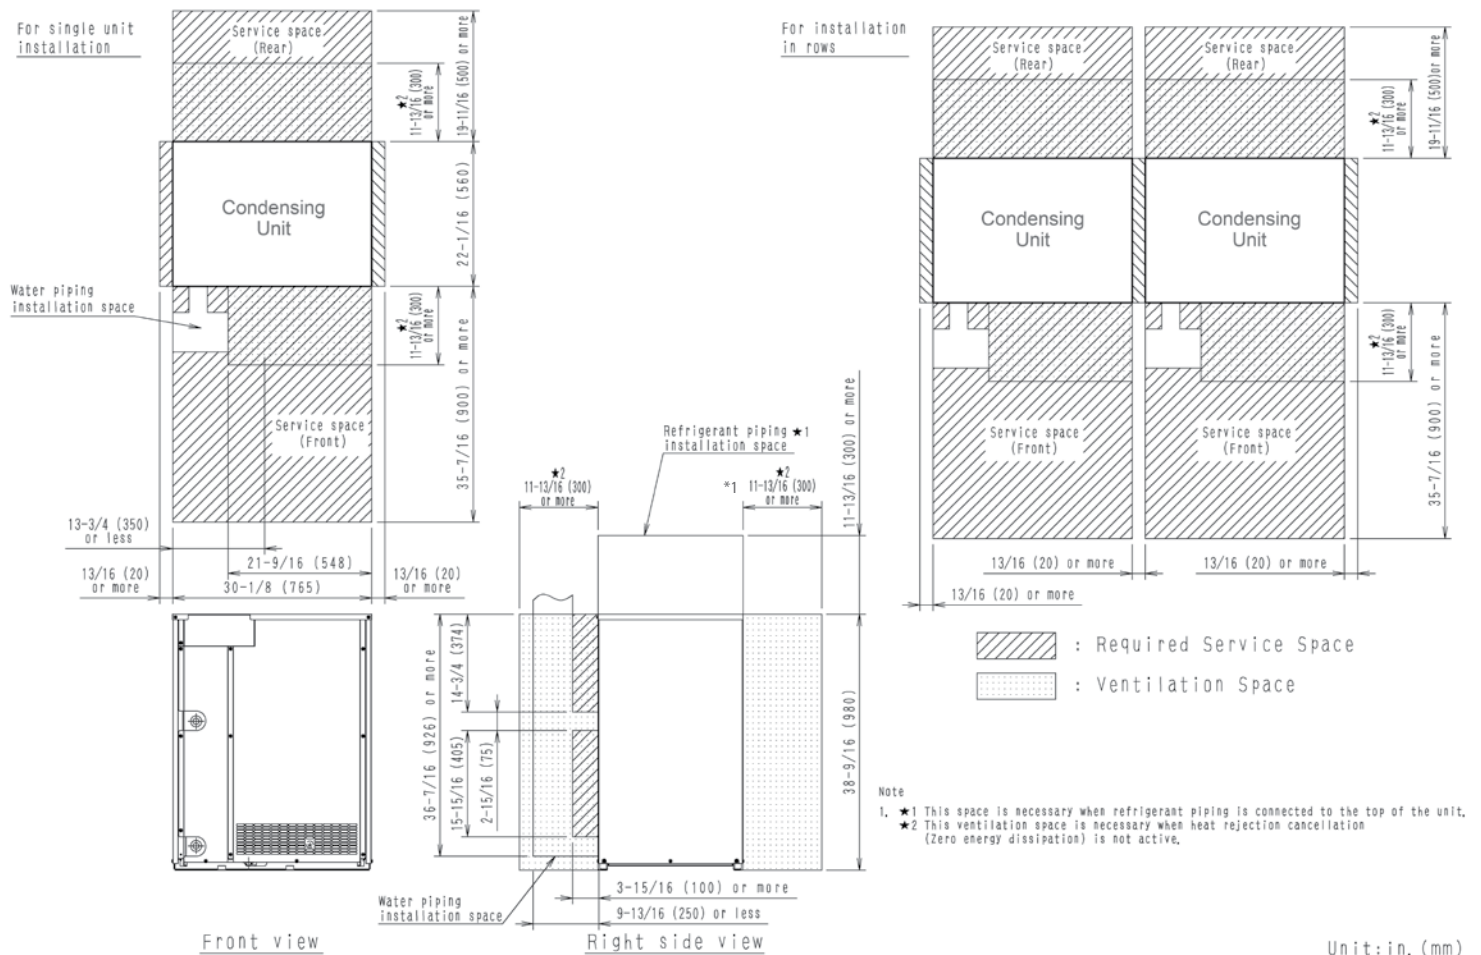 For single unit
installation
Service space
(Rear)
★2
11-13/16 (300)
or more
19-11/16 (500) or more
Condensing
Unit
22-1/16 (560)
Water piping
installation space
★2
11-13/16 (300)
or more
35-7/16 (900) or more
Service space
(Front)
13-3/4 (350)
or less
21-9/16 (548)
13/16 (20)
or more
30-1/8 (765)
13/16 (20)
or more
For installation
in rows
Service space
(Rear)
Service space
(Rear)
★2
11-13/16 (300)
or more
19-11/16 (500)or more
Condensing
Unit
Condensing
Unit
★2
11-13/16 (300)
or more
35-7/16 (900) or more
Service space
(Front)
Service space
(Front)
13/16 (20) or more
13/16 (20) or more
13/16 (20) or more
Refrigerant piping ★1
installation space
★2
11-13/16 (300)
or more
*1
★2
11-13/16 (300)
or more
11-13/16 (300) or more
36-7/16 (926) or more
14-3/4 (374)
15-15/16 (405)
2-15/16 (75)
38-9/16 (980)
3-15/16 (100) or more
9-13/16 (250) or less
Water piping
installation space
Front view
Right side view
: Required Service Space
: Ventilation Space
Note
1. ★1 This space is necessary when refrigerant piping is connected to the top of the unit.
★2 This ventilation space is necessary when heat rejection cancellation
(Zero energy dissipation) is not active.
Unit:in.(mm)